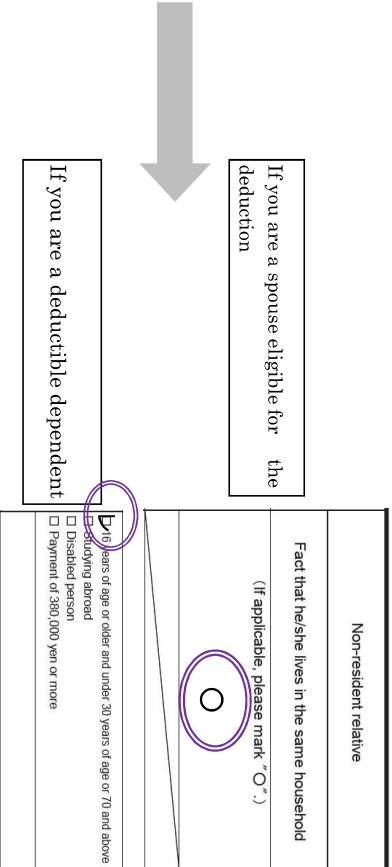 If you are a spouse eligible for the
deduction
If you are a deductible dependent
Non-resident relative
Fact that he/she lives in the same household
(If applicable, please mark "○".)
○
□16 years of age or older and under 30 years of age or 70 and above
□ Studying abroad
□ Disabled person
□ Payment of 380,000 yen or more